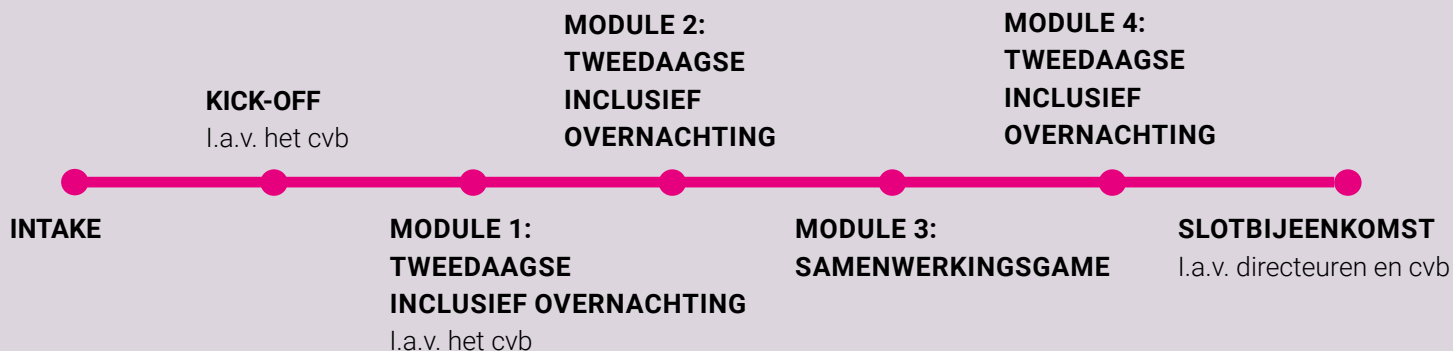 INTAKE
KICK-OFF
I.a.v. het cvb
MODULE 1:
TWEEDAAGSE
INCLUSIEF OVERNACHTING
I.a.v. het cvb
MODULE 2:
TWEEDAAGSE
INCLUSIEF
OVERNACHTING
MODULE 3:
SAMENWERKINGSGAME
MODULE 4:
TWEEDAAGSE
INCLUSIEF
OVERNACHTING
SLOTBIJEENKOMST
I.a.v. directeuren en cvb